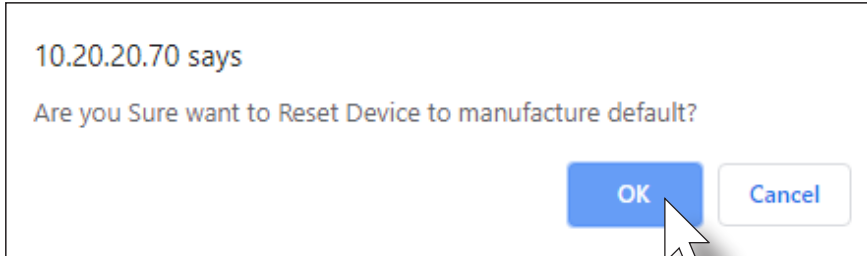 10.20.20.70 says
Are you Sure want to Reset Device to manufacture default?
OK Cancel